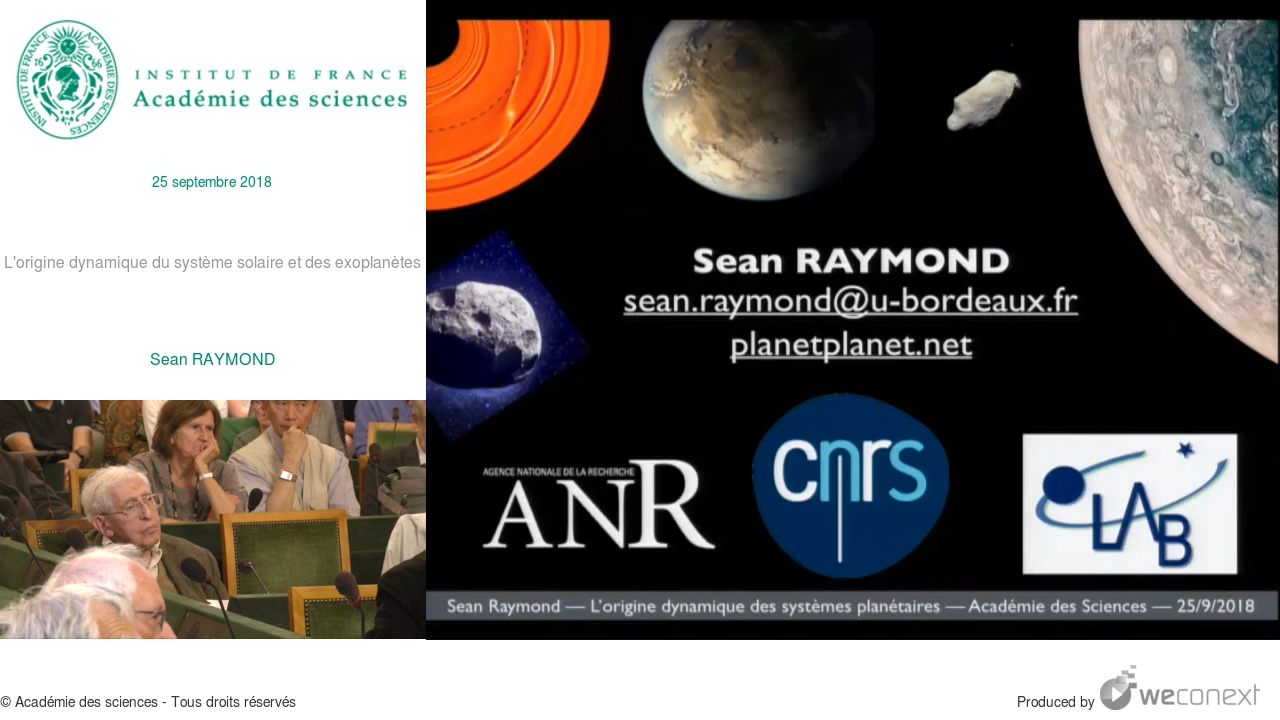 INSTITUT DE FRANCE
Académie des sciences
25 septembre 2018
L'origine dynamique du système solaire et des exoplanètes
Sean RAYMOND
Sean RAYMOND
sean.raymond@u-bordeaux.fr
planetplanet.net
AGENCE NATIONALE DE LA RECHERCHE
ANR
cnrs
LAB
Sean Raymond — L'origine dynamique des systèmes planétaires — Académie des Sciences — 25/9/2018
© Académie des sciences - Tous droits réservés
Produced by weconext